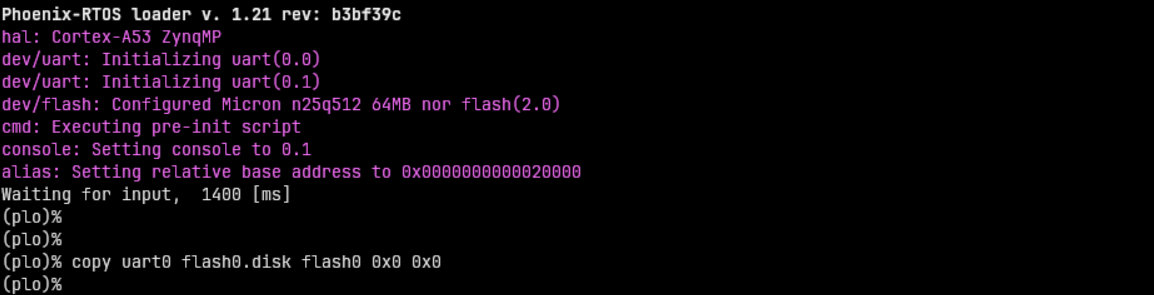 Phoenix-RTOS loader v. 1.21 rev: b3bf39c
hal: Cortex-A53 ZynqMP
dev/uart: Initializing uart(0.0)
dev/uart: Initializing uart(0.1)
dev/flash: Configured Micron n25q512 64MB nor flash(2.0)
cmd: Executing pre-init script
console: Setting console to 0.1
alias: Setting relative base address to 0x0000000000020000
Waiting for input,  1400 [ms]
(plo)%
(plo)%
(plo)% copy uart0 flash0.disk flash0 0x0 0x0
(plo)%